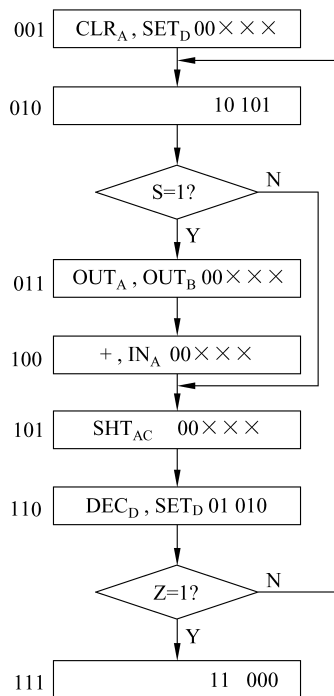 001 CLR_A , SET_D 00×××
010 10 101
S=1? N
Y
011 OUT_A , OUT_B 00×××
100 + , IN_A 00×××
101 SHT_AC 00×××
110 DEC_D , SET_D 01 010
Z=1? N
Y
111 11 000